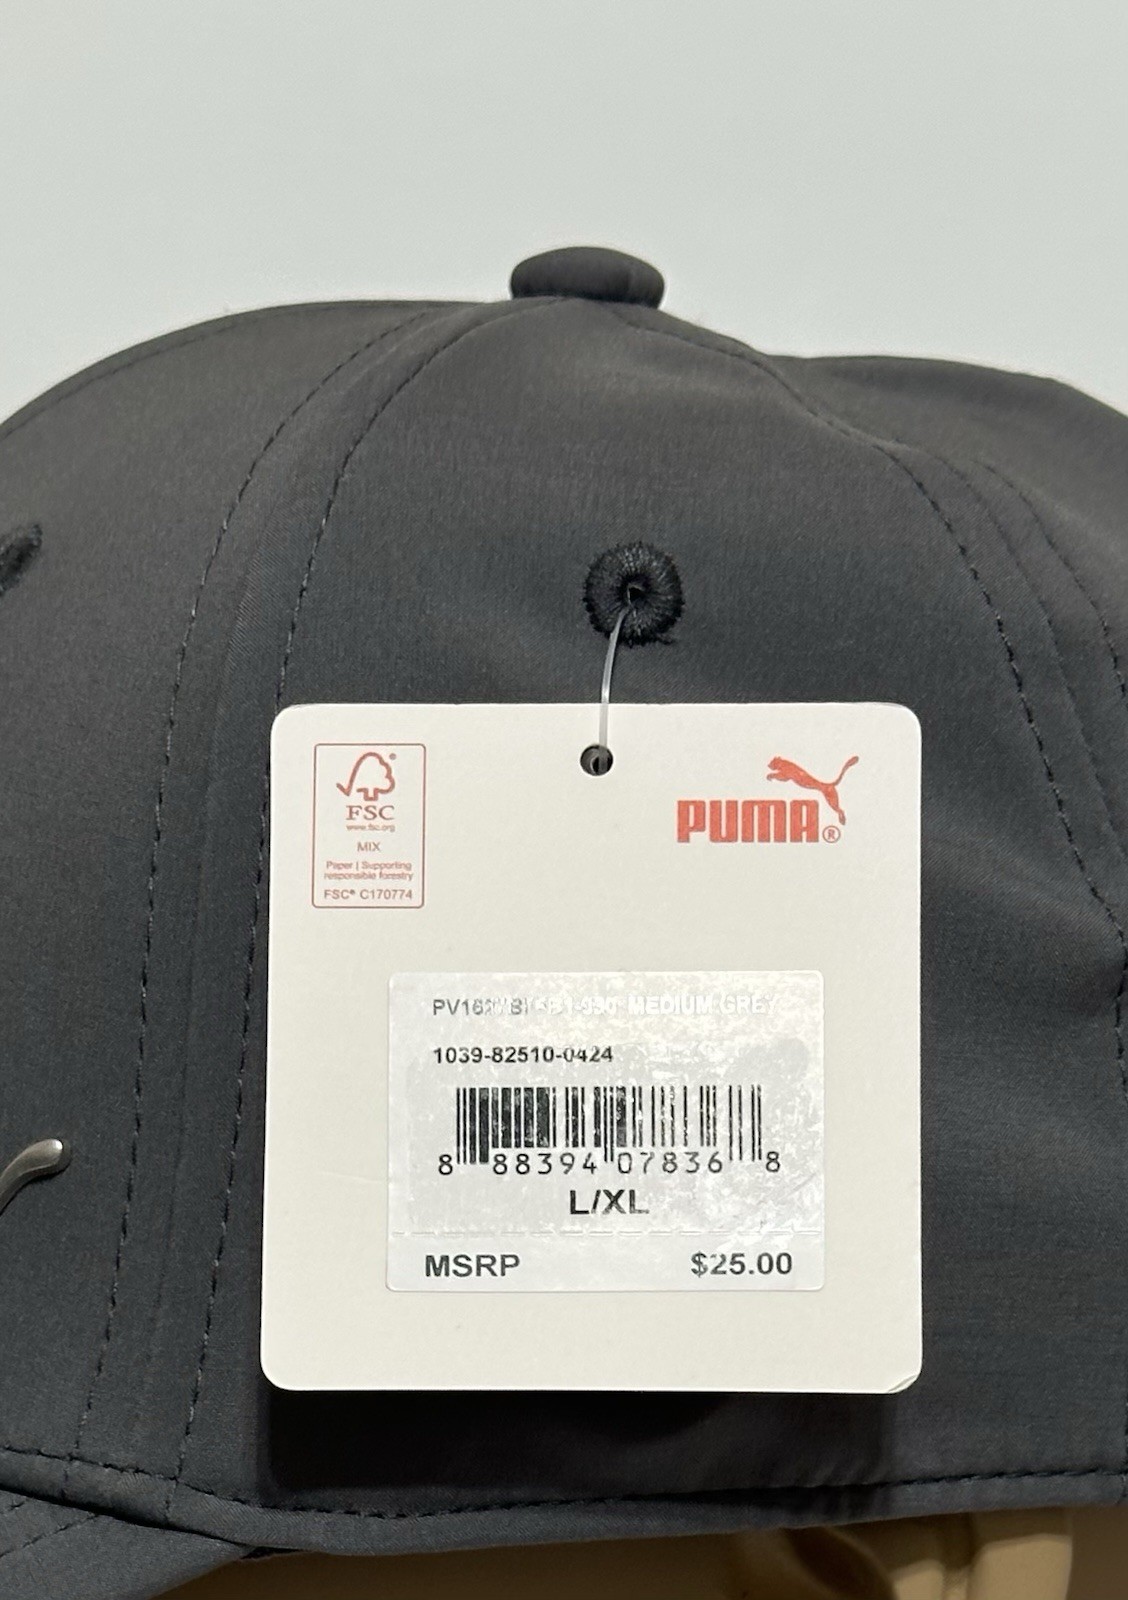 FSC
www.fsc.org
MIX
Paper | Supporting
responsible forestry
FSC® C170774
PUMA®
MEDIUM GREY
1039-82510-0424
8 88394 07836 8
L/XL
MSRP $25.00